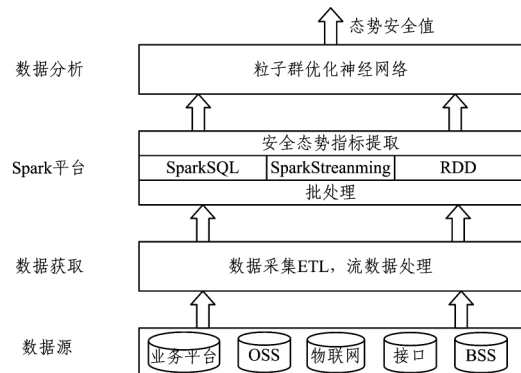 态势安全值
数据分析 粒子群优化神经网络
安全态势指标提取
Spark平台 SparkSQL SparkStreanming RDD
批处理
数据获取 数据采集ETL，流数据处理
数据源 业务平台 OSS 物联网 接口 BSS